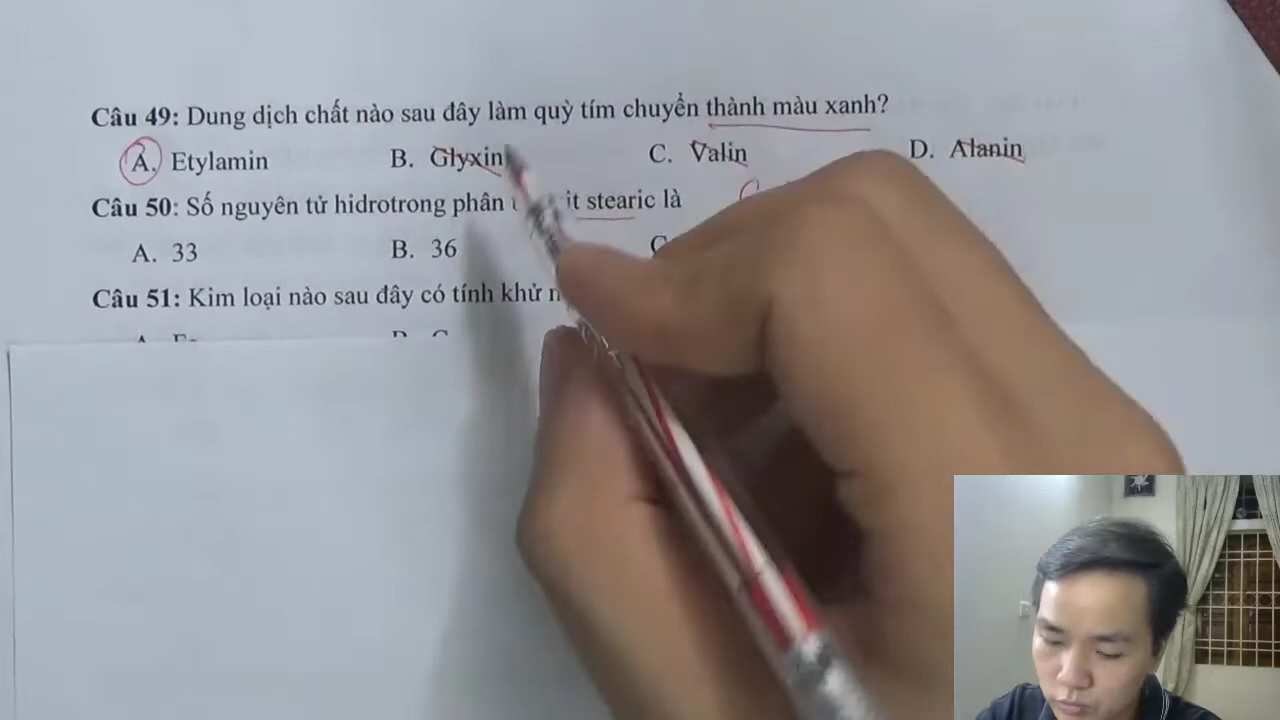 Câu 49: Dung dịch chất nào sau đây làm quỳ tím chuyển thành màu xanh?
A. Etylamin B. Glyxin C. Valin D. Alanin
Câu 50: Số nguyên tử hidrotrong phân it stearic là
A. 33 B. 36 C
Câu 51: Kim loại nào sau đây có tính khử